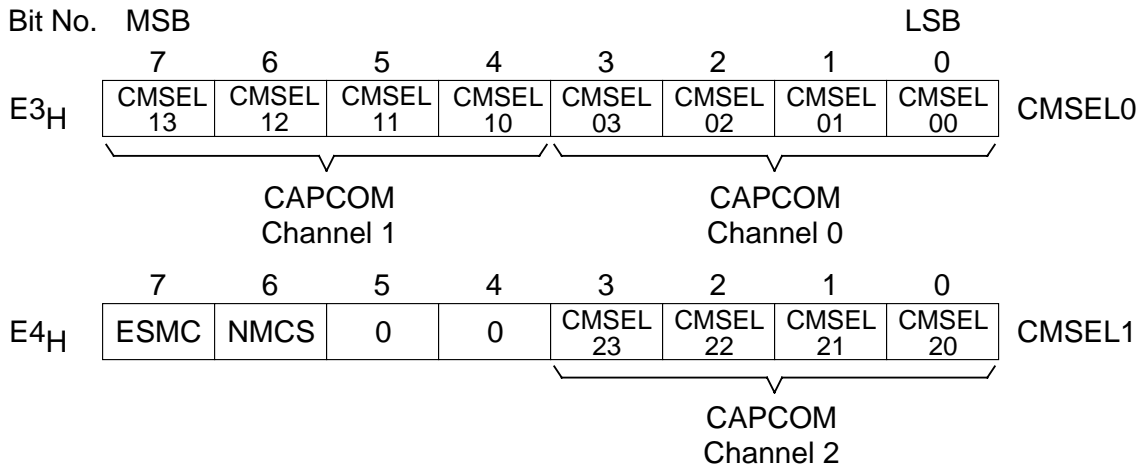 Bit No. MSB LSB
7 6 5 4 3 2 1 0
E3H CMSEL 13 CMSEL 12 CMSEL 11 CMSEL 10 CMSEL 03 CMSEL 02 CMSEL 01 CMSEL 00 CMSEL0
CAPCOM Channel 1
CAPCOM Channel 0
7 6 5 4 3 2 1 0
E4H ESMC NMCS 0 0 CMSEL 23 CMSEL 22 CMSEL 21 CMSEL 20 CMSEL1
CAPCOM Channel 2